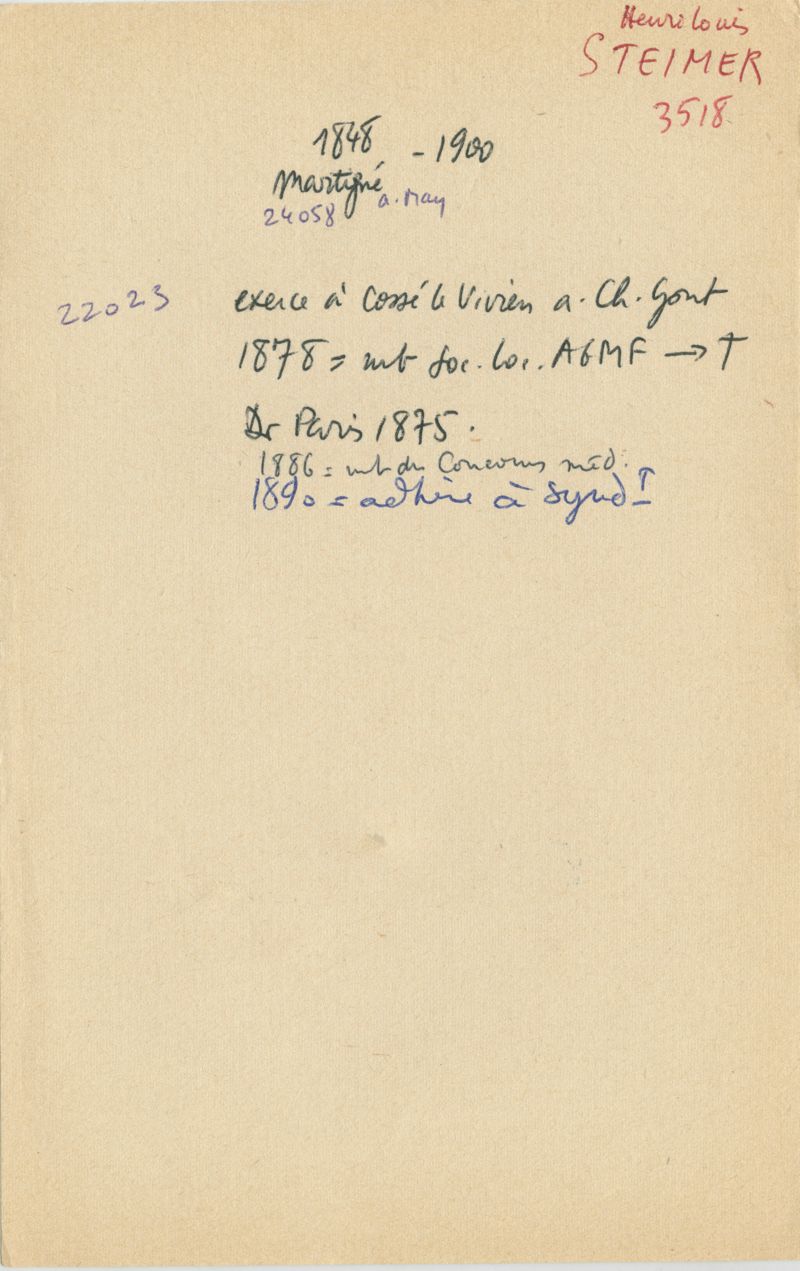 Henri Louis
STEIMER
3518
1848 - 1900
Martigné a. May
24058
22023 exerce à Cossé le Vivien a. Ch. Gont
1878 = mb soc. loc. AGMF → †
Dr Paris 1875.
1886 = mb du Concours méd.
1890 = adhère à Synd